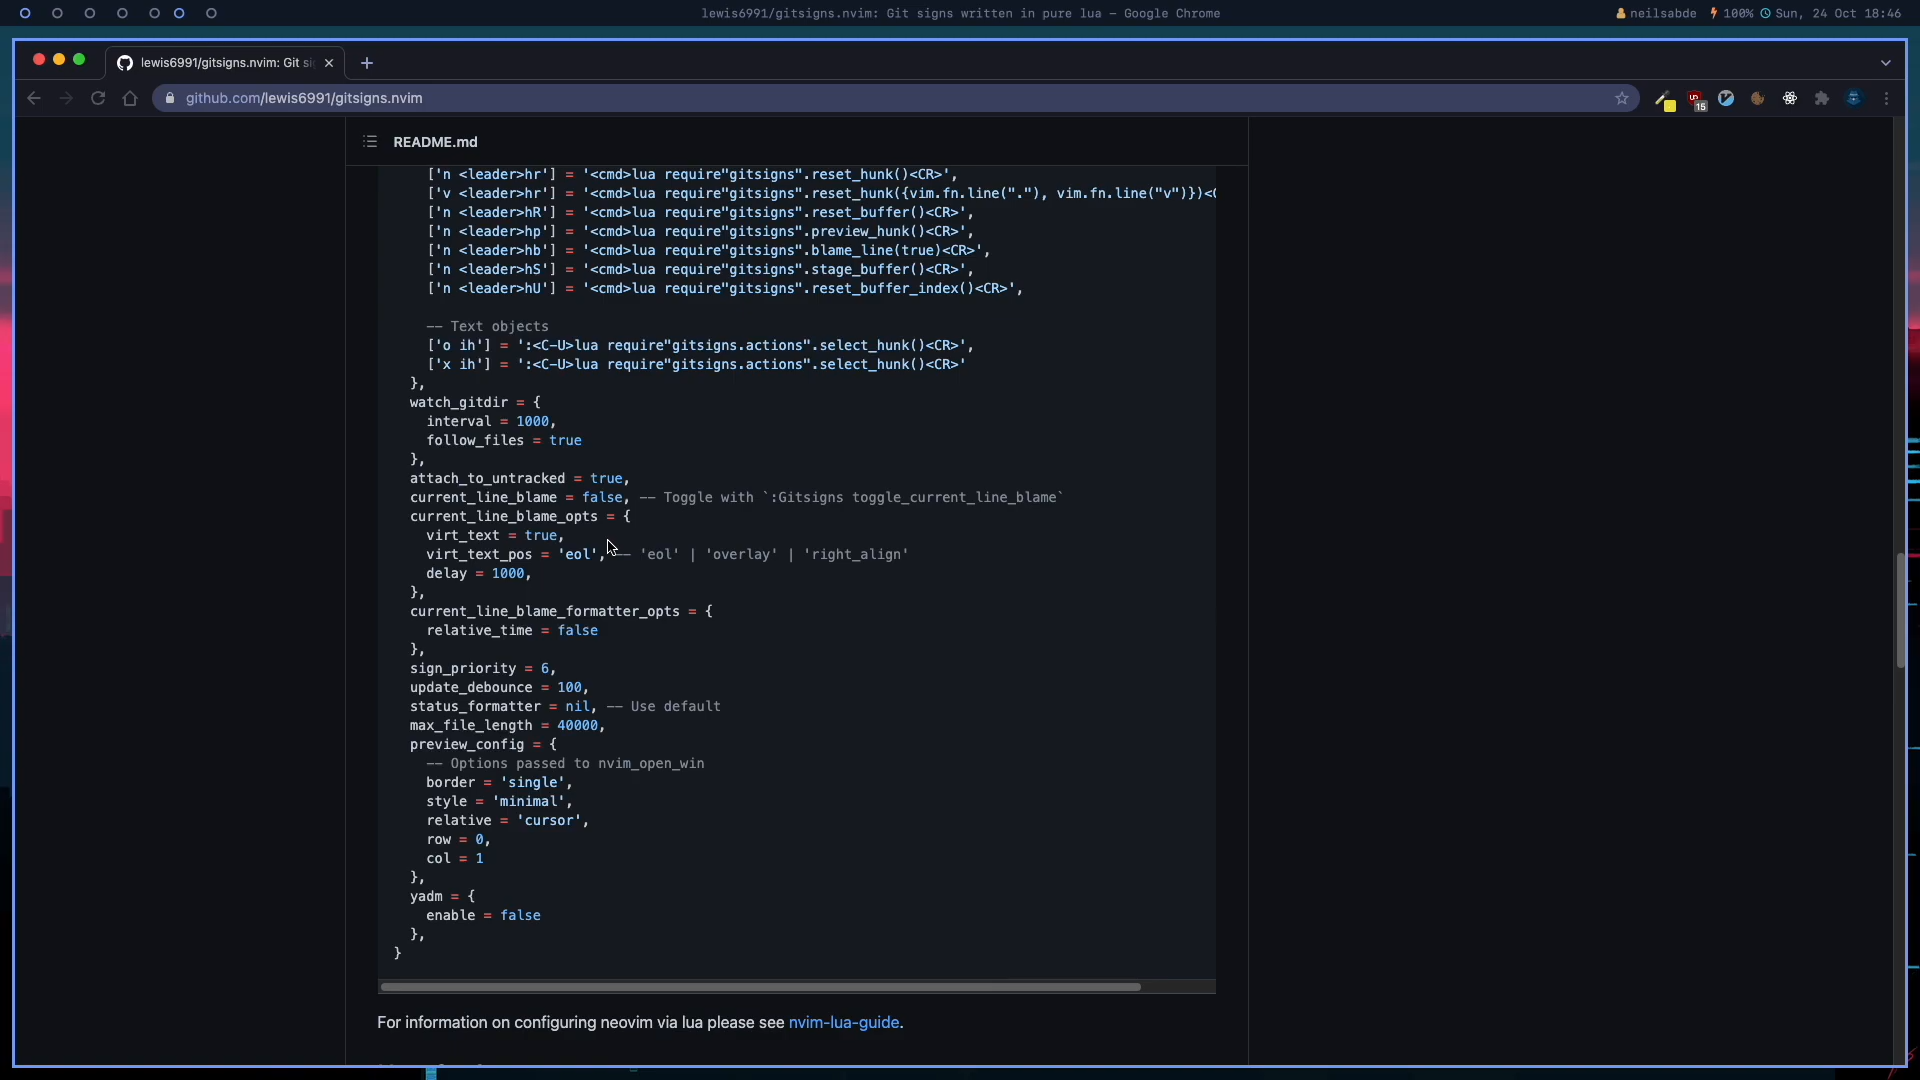 lewis6991/gitsigns.nvim: Git signs written in pure lua – Google Chrome
neilsabde 100% Sun, 24 Oct 18:46
lewis6991/gitsigns.nvim: Git si
github.com/lewis6991/gitsigns.nvim
15
README.md
['n <leader>hr'] = '<cmd>lua require"gitsigns".reset_hunk()<CR>',
['v <leader>hr'] = '<cmd>lua require"gitsigns".reset_hunk({vim.fn.line("."), vim.fn.line("v")})<C
['n <leader>hR'] = '<cmd>lua require"gitsigns".reset_buffer()<CR>',
['n <leader>hp'] = '<cmd>lua require"gitsigns".preview_hunk()<CR>',
['n <leader>hb'] = '<cmd>lua require"gitsigns".blame_line(true)<CR>',
['n <leader>hS'] = '<cmd>lua require"gitsigns".stage_buffer()<CR>',
['n <leader>hU'] = '<cmd>lua require"gitsigns".reset_buffer_index()<CR>',
-- Text objects
['o ih'] = ':<C-U>lua require"gitsigns.actions".select_hunk()<CR>',
['x ih'] = ':<C-U>lua require"gitsigns.actions".select_hunk()<CR>'
},
watch_gitdir = {
interval = 1000,
follow_files = true
},
attach_to_untracked = true,
current_line_blame = false, -- Toggle with `:Gitsigns toggle_current_line_blame`
current_line_blame_opts = {
virt_text = true,
virt_text_pos = 'eol', -- 'eol' | 'overlay' | 'right_align'
delay = 1000,
},
current_line_blame_formatter_opts = {
relative_time = false
},
sign_priority = 6,
update_debounce = 100,
status_formatter = nil, -- Use default
max_file_length = 40000,
preview_config = {
-- Options passed to nvim_open_win
border = 'single',
style = 'minimal',
relative = 'cursor',
row = 0,
col = 1
},
yadm = {
enable = false
},
}
For information on configuring neovim via lua please see nvim-lua-guide.